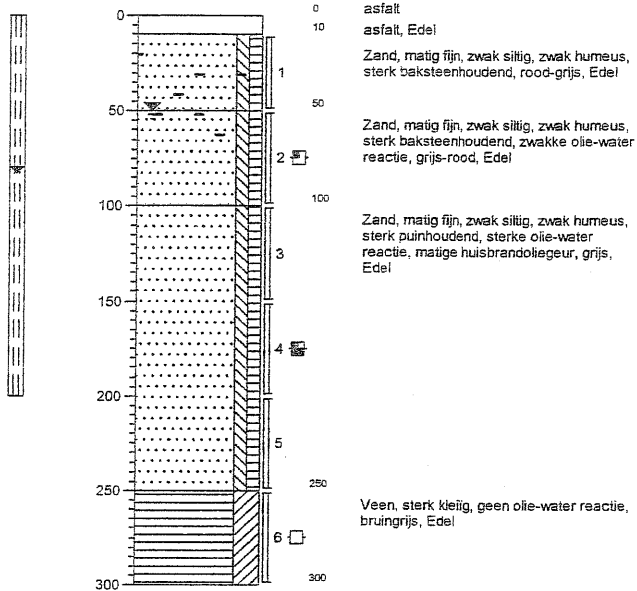 0
0
asfalt
10
asfalt, Edel
Zand, matig fijn, zwak siltig, zwak humeus,
sterk baksteenhoudend, rood-grijs, Edel
1
50
50
Zand, matig fijn, zwak siltig, zwak humeus,
sterk baksteenhoudend, zwakke olie-water
reactie, grijs-rood, Edel
2
100
100
Zand, matig fijn, zwak siltig, zwak humeus,
sterk puinhoudend, sterke olie-water
reactie, matige huisbrandoliegeur, grijs,
Edel
3
150
4
200
5
250
250
Veen, sterk kleiïg, geen olie-water reactie,
bruingrijs, Edel
6
300
300